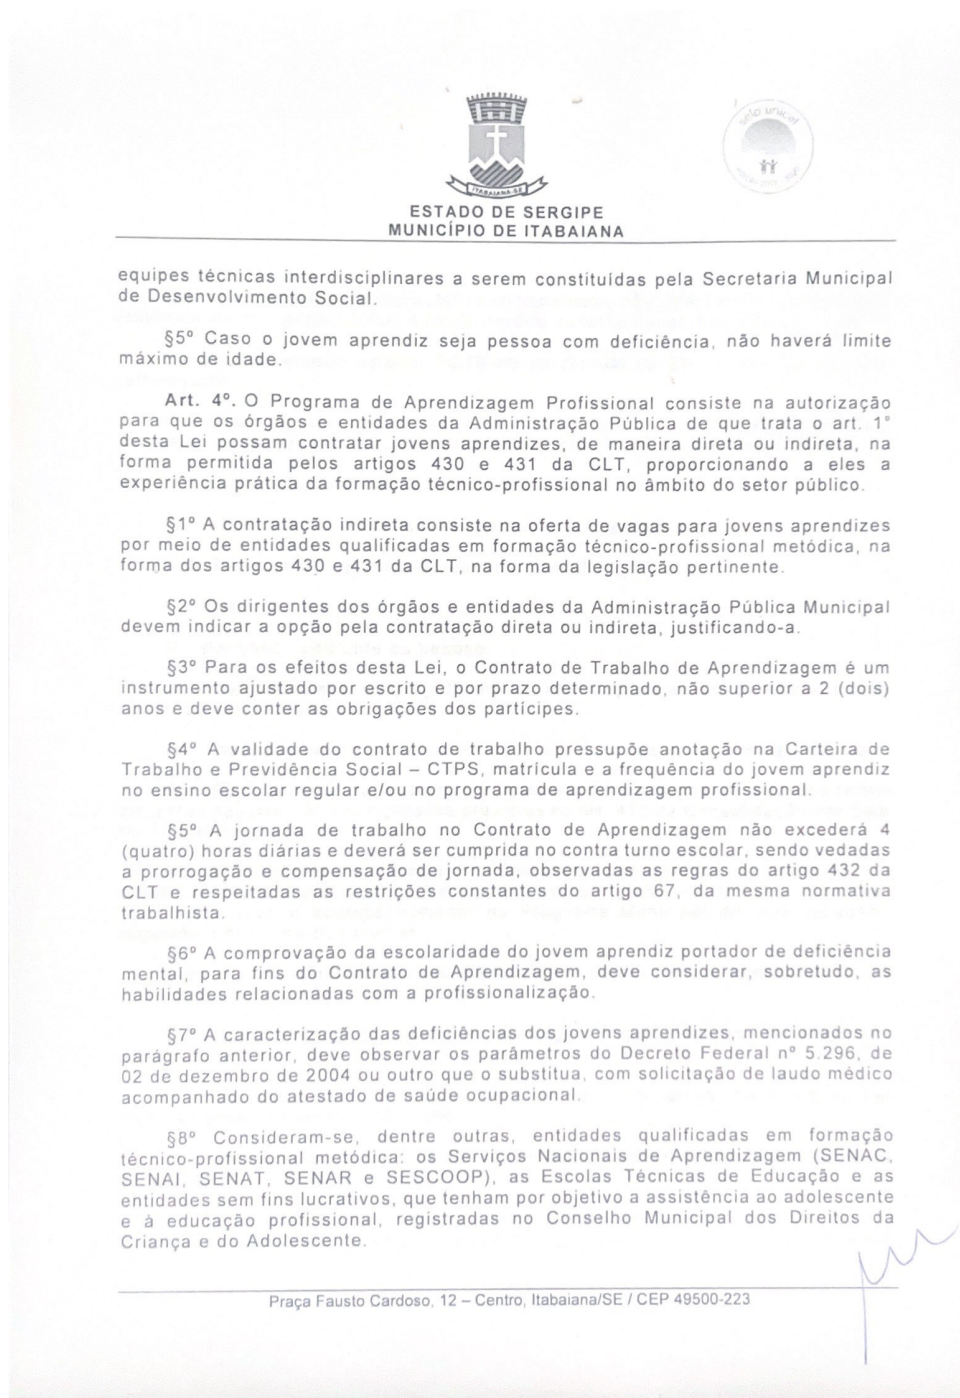 ITABAIANA-SE
selo unicef
ESTADO DE SERGIPE
MUNICÍPIO DE ITABAIANA
equipes técnicas interdisciplinares a serem constituídas pela Secretaria Municipal
de Desenvolvimento Social.
§5º Caso o jovem aprendiz seja pessoa com deficiência, não haverá limite
máximo de idade.
Art. 4º. O Programa de Aprendizagem Profissional consiste na autorização
para que os órgãos e entidades da Administração Pública de que trata o art. 1º
desta Lei possam contratar jovens aprendizes, de maneira direta ou indireta, na
forma permitida pelos artigos 430 e 431 da CLT, proporcionando a eles a
experiência prática da formação técnico-profissional no âmbito do setor público.
§1º A contratação indireta consiste na oferta de vagas para jovens aprendizes
por meio de entidades qualificadas em formação técnico-profissional metódica, na
forma dos artigos 430 e 431 da CLT, na forma da legislação pertinente.
§2º Os dirigentes dos órgãos e entidades da Administração Pública Municipal
devem indicar a opção pela contratação direta ou indireta, justificando-a.
§3º Para os efeitos desta Lei, o Contrato de Trabalho de Aprendizagem é um
instrumento ajustado por escrito e por prazo determinado, não superior a 2 (dois)
anos e deve conter as obrigações dos partícipes.
§4º A validade do contrato de trabalho pressupõe anotação na Carteira de
Trabalho e Previdência Social – CTPS, matrícula e a frequência do jovem aprendiz
no ensino escolar regular e/ou no programa de aprendizagem profissional.
§5º A jornada de trabalho no Contrato de Aprendizagem não excederá 4
(quatro) horas diárias e deverá ser cumprida no contra turno escolar, sendo vedadas
a prorrogação e compensação de jornada, observadas as regras do artigo 432 da
CLT e respeitadas as restrições constantes do artigo 67, da mesma normativa
trabalhista.
§6º A comprovação da escolaridade do jovem aprendiz portador de deficiência
mental, para fins do Contrato de Aprendizagem, deve considerar, sobretudo, as
habilidades relacionadas com a profissionalização.
§7º A caracterização das deficiências dos jovens aprendizes, mencionados no
parágrafo anterior, deve observar os parâmetros do Decreto Federal nº 5.296, de
02 de dezembro de 2004 ou outro que o substitua, com solicitação de laudo médico
acompanhado do atestado de saúde ocupacional.
§8º Consideram-se, dentre outras, entidades qualificadas em formação
técnico-profissional metódica: os Serviços Nacionais de Aprendizagem (SENAC,
SENAI, SENAT, SENAR e SESCOOP), as Escolas Técnicas de Educação e as
entidades sem fins lucrativos, que tenham por objetivo a assistência ao adolescente
e à educação profissional, registradas no Conselho Municipal dos Direitos da
Criança e do Adolescente.
Praça Fausto Cardoso, 12 – Centro, Itabaiana/SE / CEP 49500-223